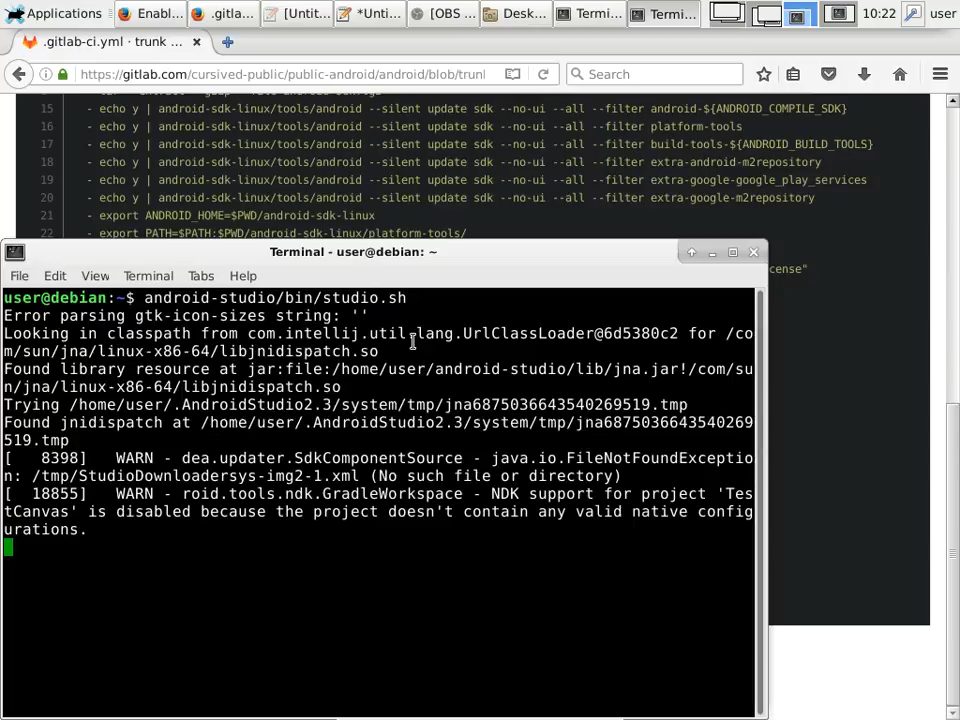 Applications
Enabl...
.gitla...
[Untit...
*Unti...
[OBS ...
Desk...
Termi...
Termi...
10:22
user
.gitlab-ci.yml · trunk ...
https://gitlab.com/cursived-public/public-android/android/blob/trunl
Search
15 - echo y | android-sdk-linux/tools/android --silent update sdk --no-ui --all --filter android-${ANDROID_COMPILE_SDK}
16 - echo y | android-sdk-linux/tools/android --silent update sdk --no-ui --all --filter platform-tools
17 - echo y | android-sdk-linux/tools/android --silent update sdk --no-ui --all --filter build-tools-${ANDROID_BUILD_TOOLS}
18 - echo y | android-sdk-linux/tools/android --silent update sdk --no-ui --all --filter extra-android-m2repository
19 - echo y | android-sdk-linux/tools/android --silent update sdk --no-ui --all --filter extra-google-google_play_services
20 - echo y | android-sdk-linux/tools/android --silent update sdk --no-ui --all --filter extra-google-m2repository
21 - export ANDROID_HOME=$PWD/android-sdk-linux
22 - export PATH=$PATH:$PWD/android-sdk-linux/platform-tools/
cense"
Terminal - user@debian: ~
File Edit View Terminal Tabs Help
user@debian:~$ android-studio/bin/studio.sh
Error parsing gtk-icon-sizes string: ''
Looking in classpath from com.intellij.util.lang.UrlClassLoader@6d5380c2 for /co
m/sun/jna/linux-x86-64/libjnidispatch.so
Found library resource at jar:file:/home/user/android-studio/lib/jna.jar!/com/su
n/jna/linux-x86-64/libjnidispatch.so
Trying /home/user/.AndroidStudio2.3/system/tmp/jna6875036643540269519.tmp
Found jnidispatch at /home/user/.AndroidStudio2.3/system/tmp/jna6875036643540269
519.tmp
[   8398]   WARN - dea.updater.SdkComponentSource - java.io.FileNotFoundExceptio
n: /tmp/StudioDownloadersys-img2-1.xml (No such file or directory)
[  18855]   WARN - roid.tools.ndk.GradleWorkspace - NDK support for project 'Tes
tCanvas' is disabled because the project doesn't contain any valid native config
urations.